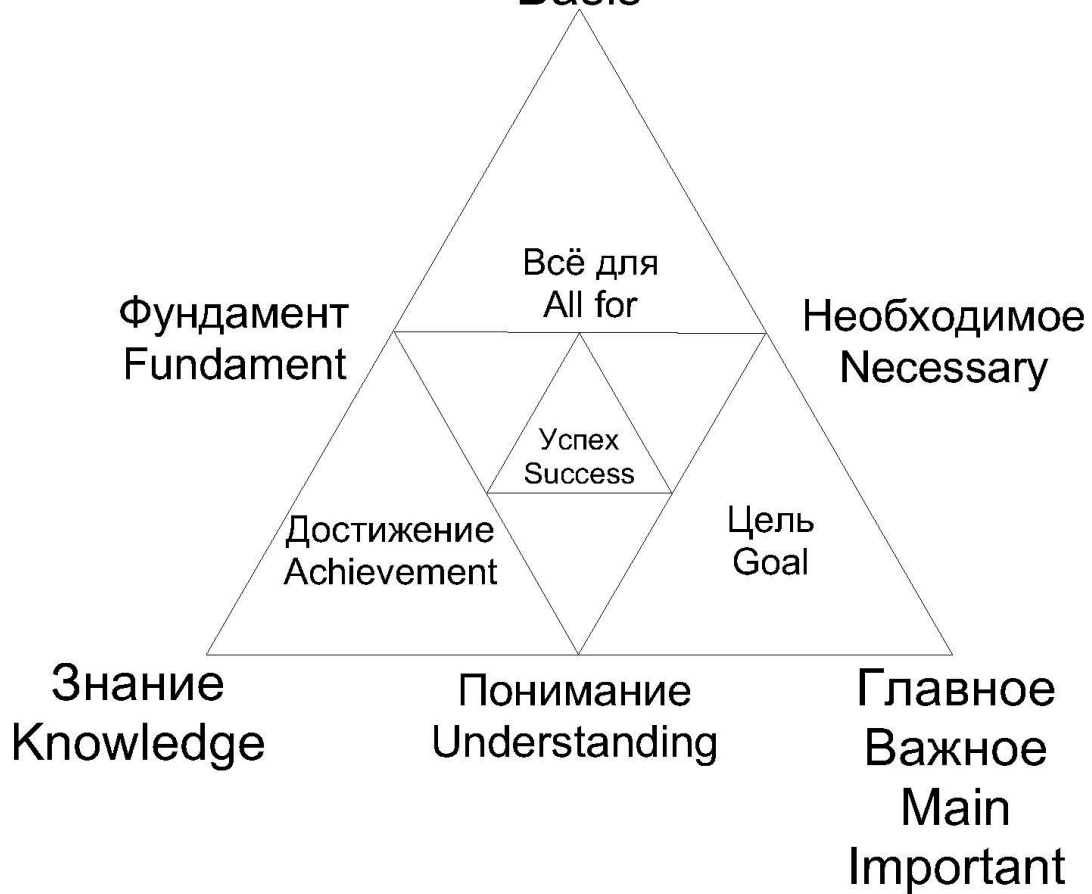 Basis
Всё для
All for
Фундамент
Fundament
Необходимое
Necessary
Успех
Success
Достижение
Achievement
Цель
Goal
Знание
Knowledge
Понимание
Understanding
Главное
Важное
Main
Important